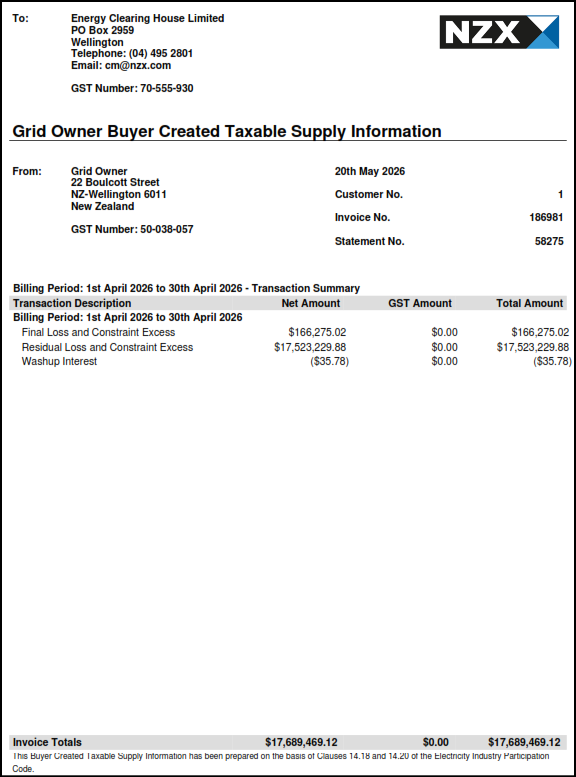 To: Energy Clearing House Limited
PO Box 2959
Wellington
Telephone: (04) 495 2801
Email: cm@nzx.com
GST Number: 70-555-930
NZX
Grid Owner Buyer Created Taxable Supply Information
From: Grid Owner
22 Boulcott Street
NZ-Wellington 6011
New Zealand
GST Number: 50-038-057
20th May 2026
Customer No. 1
Invoice No. 186981
Statement No. 58275
Billing Period: 1st April 2026 to 30th April 2026 - Transaction Summary
Transaction Description Net Amount GST Amount Total Amount
Billing Period: 1st April 2026 to 30th April 2026
Final Loss and Constraint Excess $166,275.02 $0.00 $166,275.02
Residual Loss and Constraint Excess $17,523,229.88 $0.00 $17,523,229.88
Washup Interest ($35.78) $0.00 ($35.78)
Invoice Totals $17,689,469.12 $0.00 $17,689,469.12
This Buyer Created Taxable Supply Information has been prepared on the basis of Clauses 14.18 and 14.20 of the Electricity Industry Participation
Code.